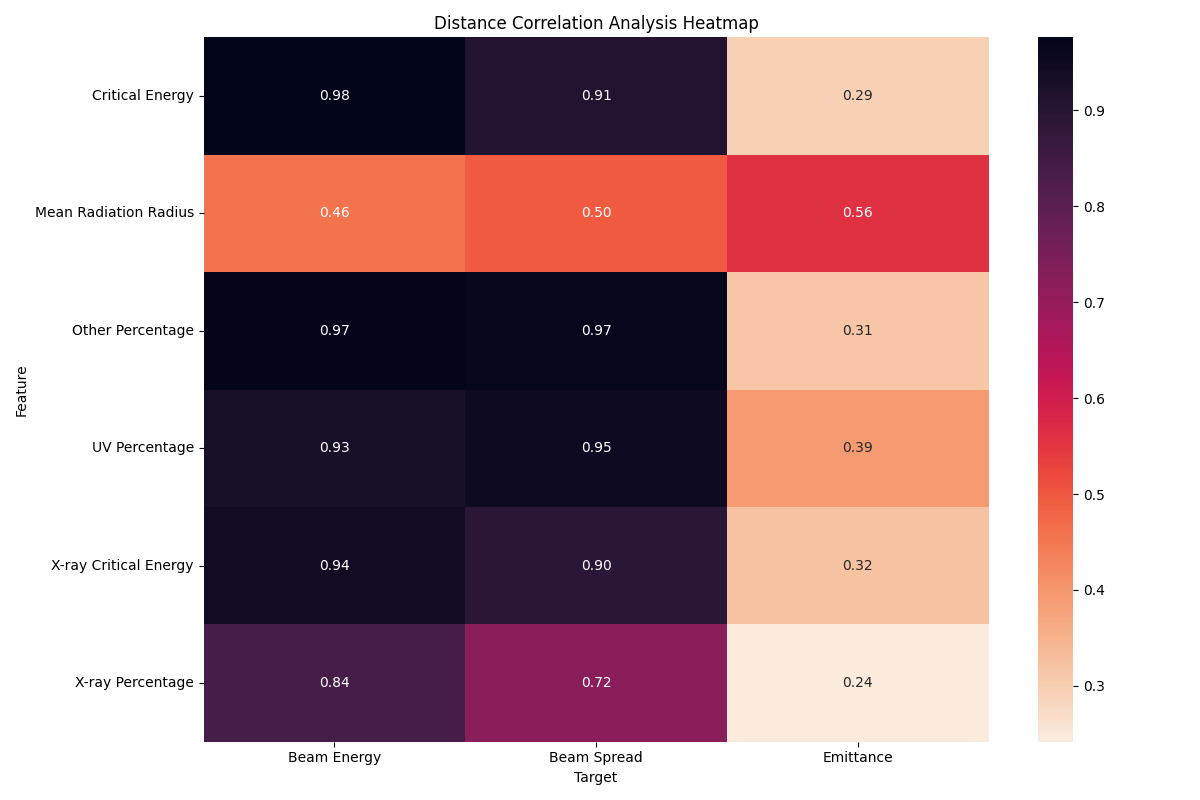 Distance Correlation Analysis Heatmap
Feature
Critical Energy 0.98 0.91 0.29
Mean Radiation Radius 0.46 0.50 0.56
Other Percentage 0.97 0.97 0.31
UV Percentage 0.93 0.95 0.39
X-ray Critical Energy 0.94 0.90 0.32
X-ray Percentage 0.84 0.72 0.24
Beam Energy Beam Spread Emittance
Target
0.9
0.8
0.7
0.6
0.5
0.4
0.3